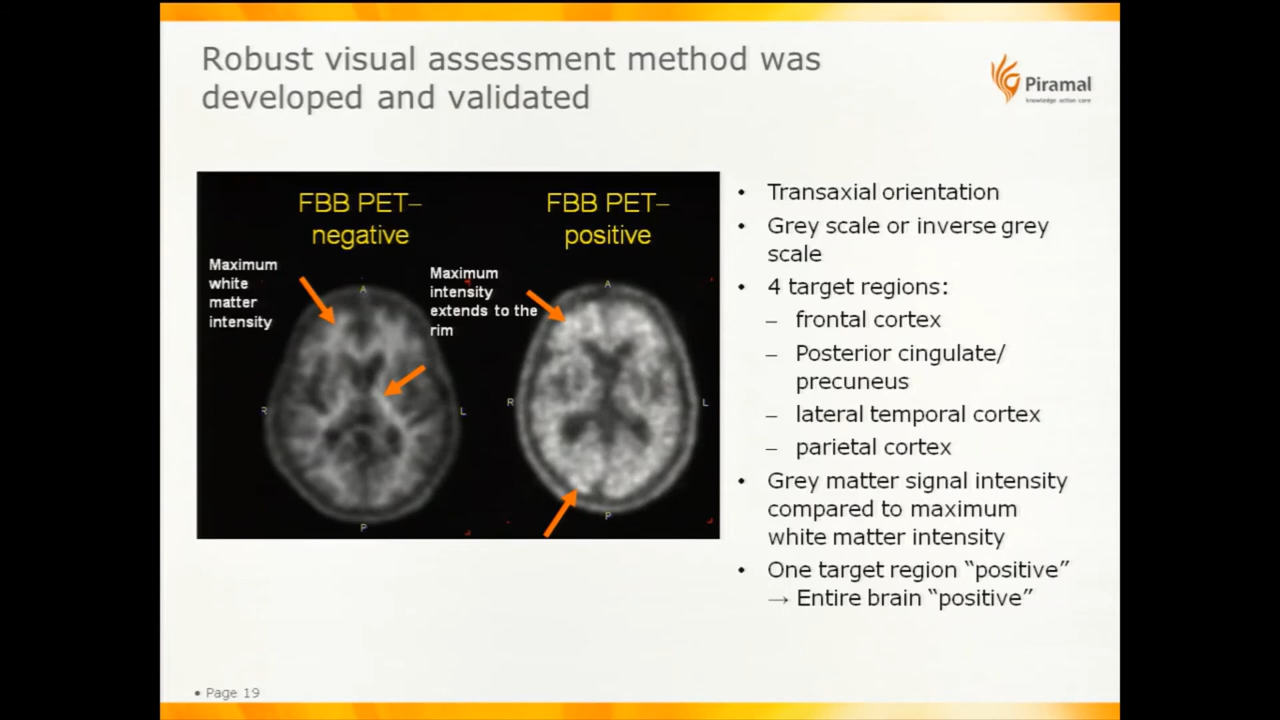 Robust visual assessment method was
developed and validated
Piramal
knowledge action care
FBB PET–
negative
FBB PET–
positive
Maximum
white
matter
intensity
Maximum
intensity
extends to the
rim
A
R
L
P
A
R
L
P
• Transaxial orientation
• Grey scale or inverse grey
scale
• 4 target regions:
– frontal cortex
– Posterior cingulate/
precuneus
– lateral temporal cortex
– parietal cortex
• Grey matter signal intensity
compared to maximum
white matter intensity
• One target region “positive”
→ Entire brain “positive”
• Page 19